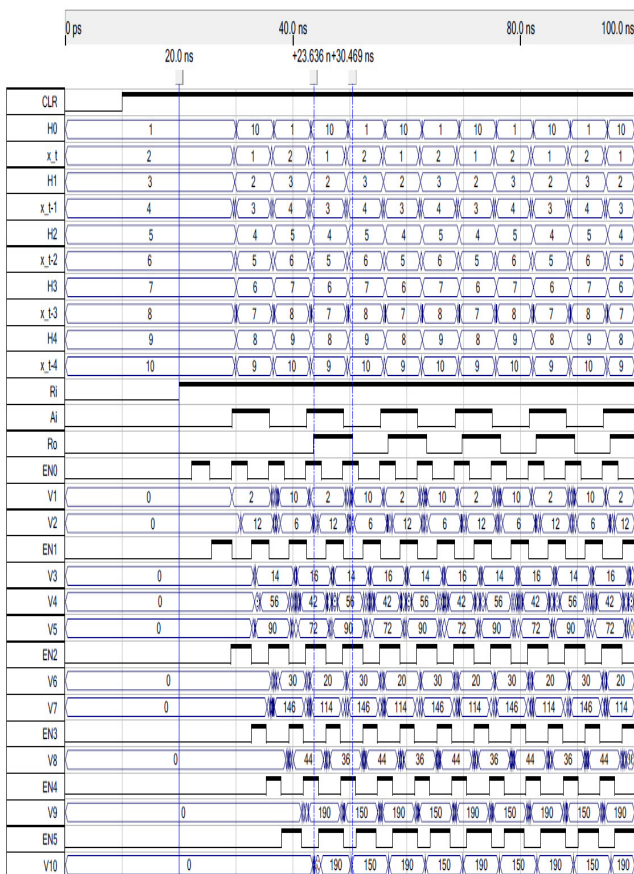 0 ps 40.0 ns 80.0 ns 100.0 ns
20.0 ns +23.636 n+30.469 ns
CLR
H0 1 10 1 10 1 10 1 10 1 10 1 10
x_t 2 1 2 1 2 1 2 1 2 1 2 1
H1 3 2 3 2 3 2 3 2 3 2 3 2
x_t-1 4 3 4 3 4 3 4 3 4 3 4 3
H2 5 4 5 4 5 4 5 4 5 4 5 4
x_t-2 6 5 6 5 6 5 6 5 6 5 6 5
H3 7 6 7 6 7 6 7 6 7 6 7 6
x_t-3 8 7 8 7 8 7 8 7 8 7 8 7
H4 9 8 9 8 9 8 9 8 9 8 9 8
x_t-4 10 9 10 9 10 9 10 9 10 9 10 9
Ri
Ai
Ro
EN0
V1 0 2 10 2 10 2 10 2 10 2 10 2
V2 0 12 6 12 6 12 6 12 6 12 6 12
EN1
V3 0 14 16 14 16 14 16 14 16 14 16
V4 0 56 42 56 42 56 42 56 42 56 42
V5 0 90 72 90 72 90 72 90 72 90 72
EN2
V6 0 30 20 30 20 30 20 30 20 30 20
V7 0 146 114 146 114 146 114 146 114 146 114
EN3
V8 0 44 36 44 36 44 36 44 36 44
EN4
V9 0 190 150 190 150 190 150 190 150 190
EN5
V10 0 190 150 190 150 190 150 190 150 190